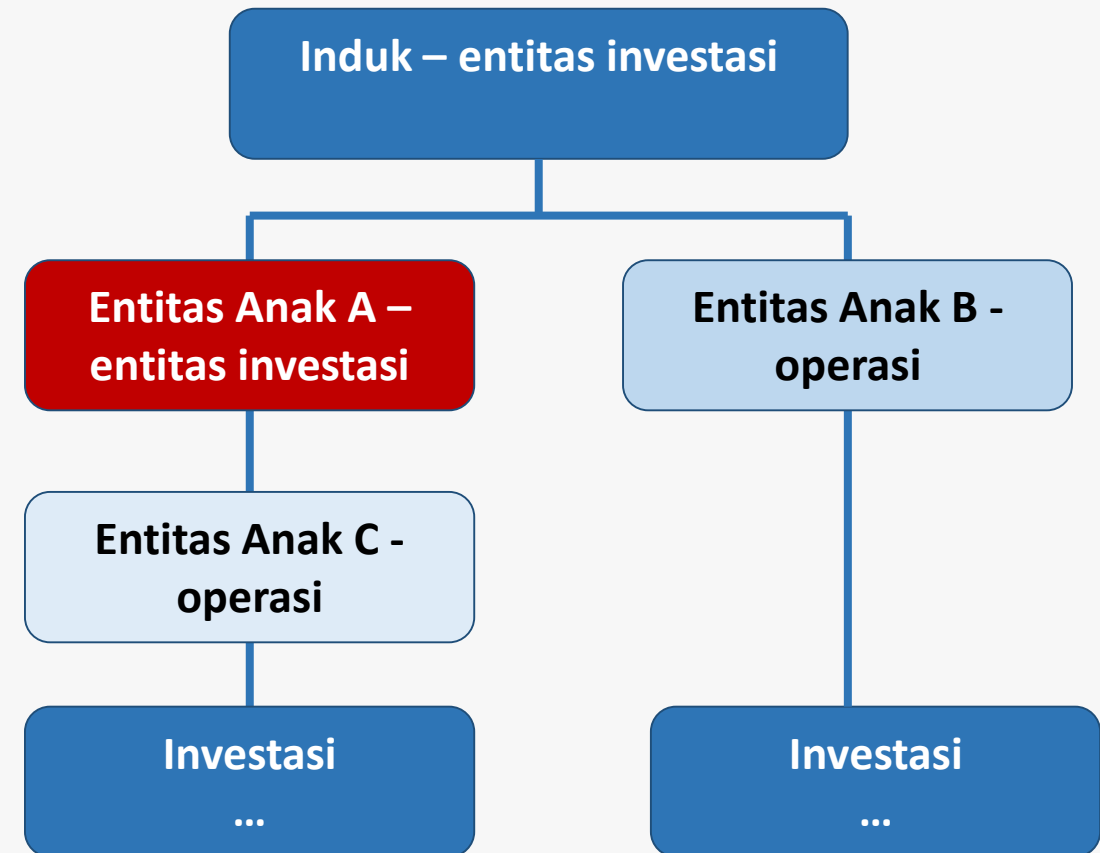 Induk – entitas investasi
Entitas Anak A –
entitas investasi
Entitas Anak B -
operasi
Entitas Anak C -
operasi
Investasi
...
Investasi
...